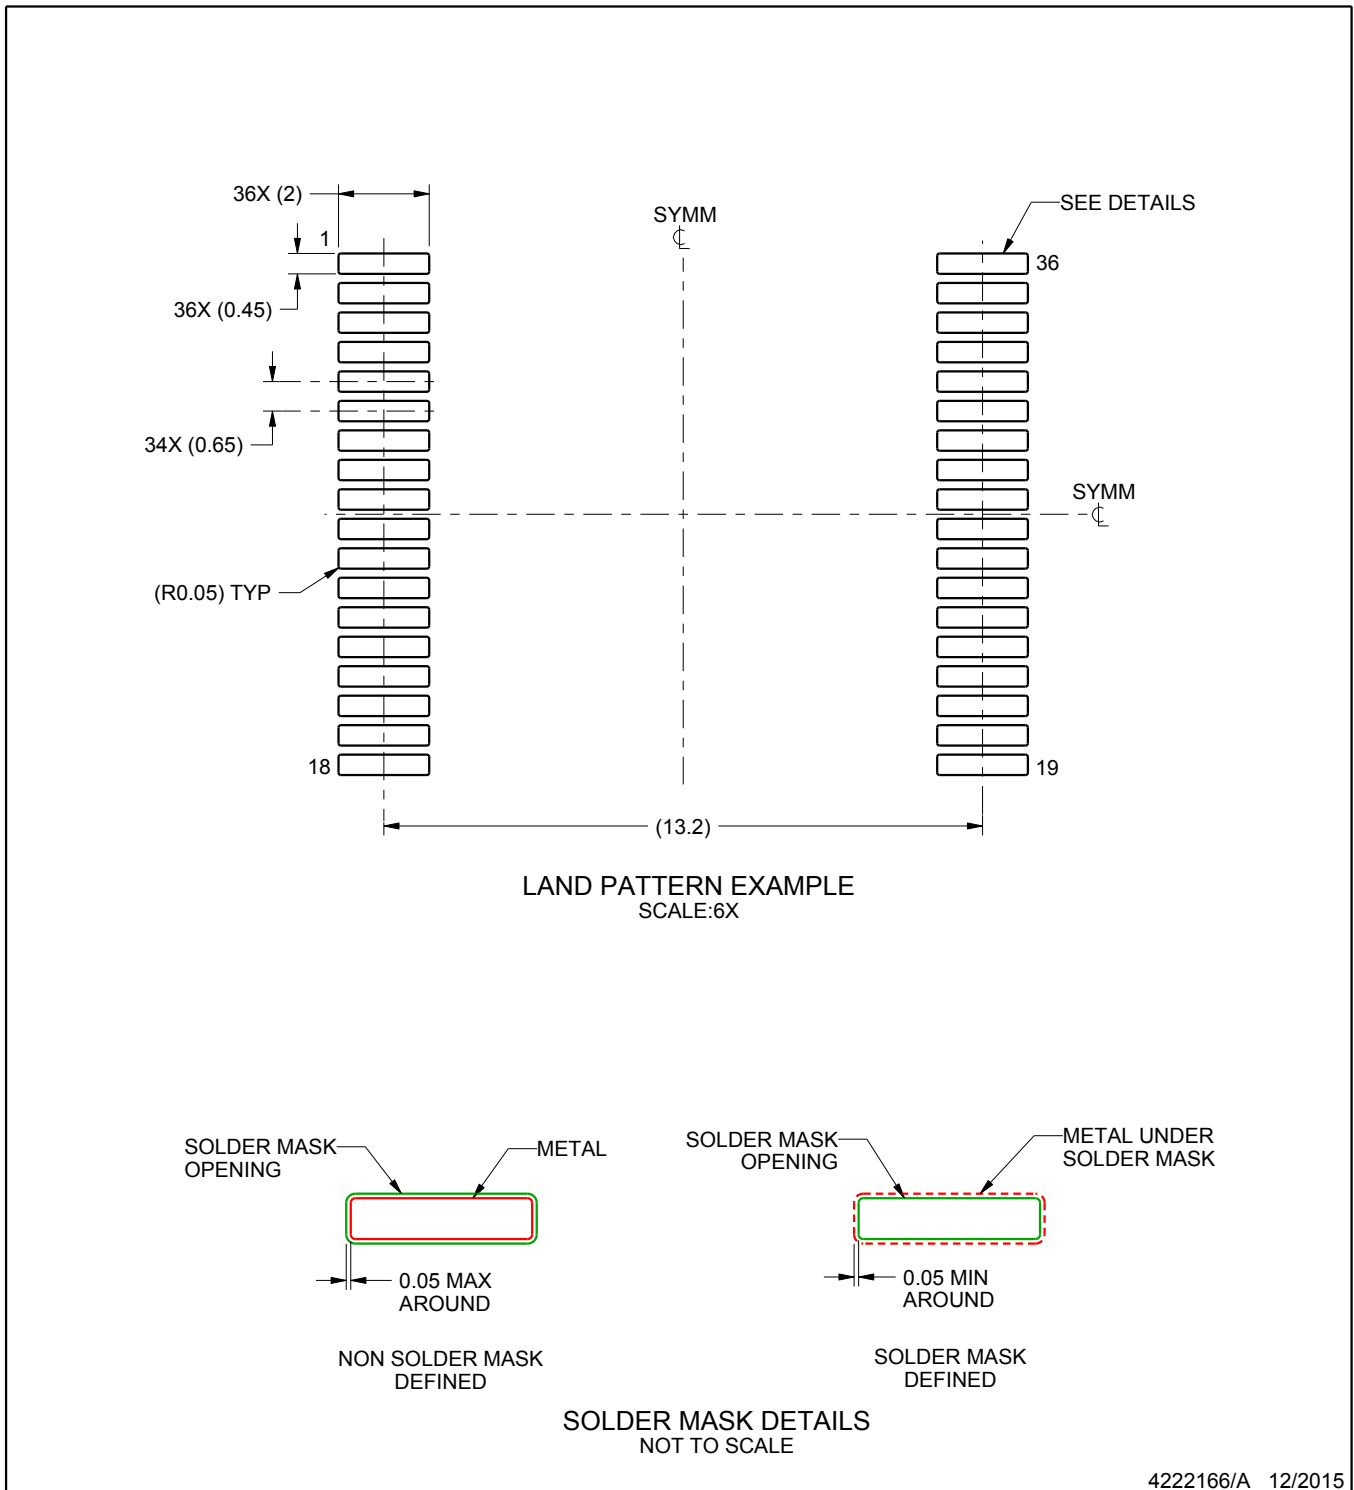 36X (2)
SYMM
SEE DETAILS
1
36
36X (0.45)
34X (0.65)
SYMM
(R0.05) TYP
18
19
(13.2)
LAND PATTERN EXAMPLE
SCALE:6X
SOLDER MASK
OPENING
METAL
SOLDER MASK
OPENING
METAL UNDER
SOLDER MASK
0.05 MAX
AROUND
0.05 MIN
AROUND
NON SOLDER MASK
DEFINED
SOLDER MASK
DEFINED
SOLDER MASK DETAILS
NOT TO SCALE
4222166/A 12/2015